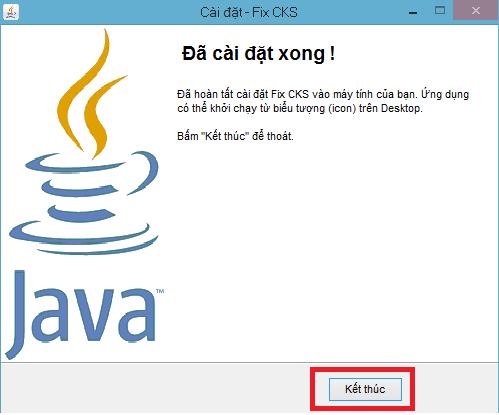 Cài đặt - Fix CKS
Đã cài đặt xong !
Đã hoàn tất cài đặt Fix CKS vào máy tính của bạn. Ứng dụng
có thể khởi chạy từ biểu tượng (icon) trên Desktop.
Bấm "Kết thúc" để thoát.
Java™
Kết thúc